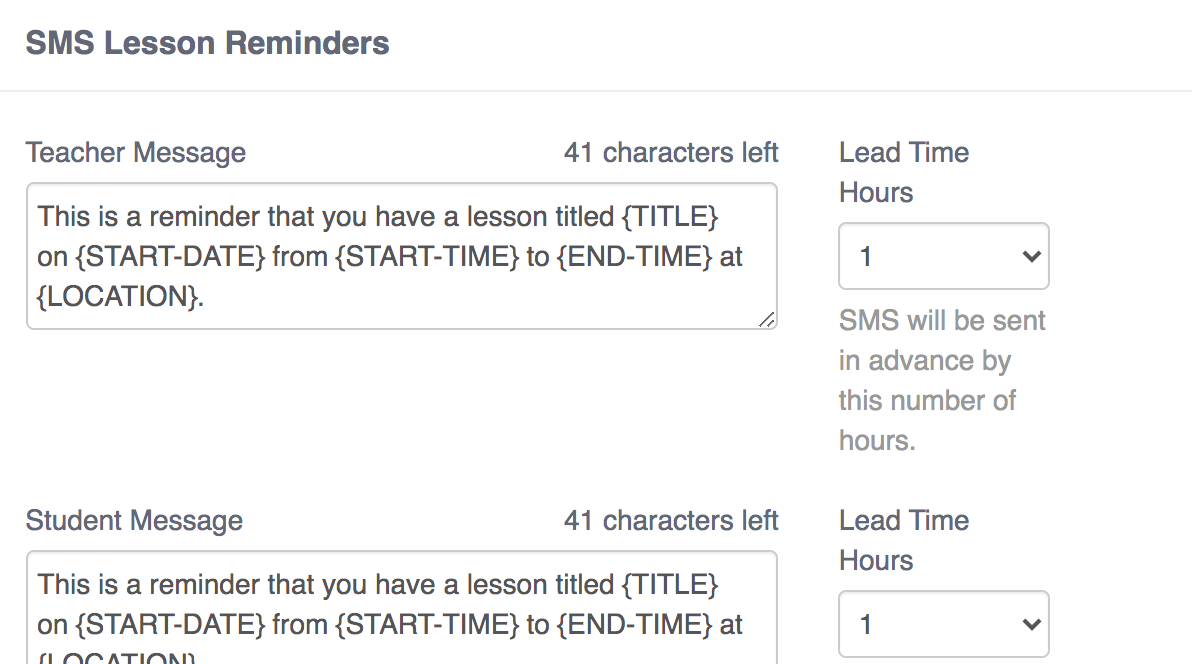 SMS Lesson Reminders
Teacher Message
41 characters left
This is a reminder that you have a lesson titled {TITLE}
on {START-DATE} from {START-TIME} to {END-TIME} at
{LOCATION}.
Lead Time
Hours
1
SMS will be sent
in advance by
this number of
hours.
Student Message
41 characters left
This is a reminder that you have a lesson titled {TITLE}
on {START-DATE} from {START-TIME} to {END-TIME} at
{LOCATION}
Lead Time
Hours
1